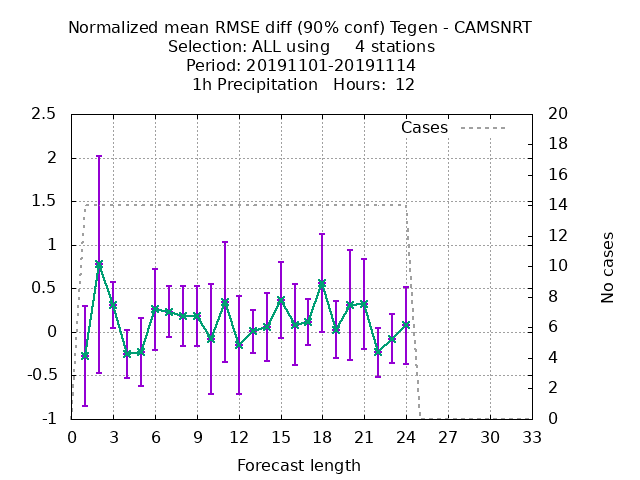 Normalized mean RMSE diff (90% conf) Tegen - CAMSNRT
Selection: ALL using     4 stations
Period: 20191101-20191114
1h Precipitation   Hours:  12
Cases
2.5
2
1.5
1
0.5
0
-0.5
-1
20
18
16
14
12
10
8
6
4
2
0
No cases
0 3 6 9 12 15 18 21 24 27 30 33
Forecast length